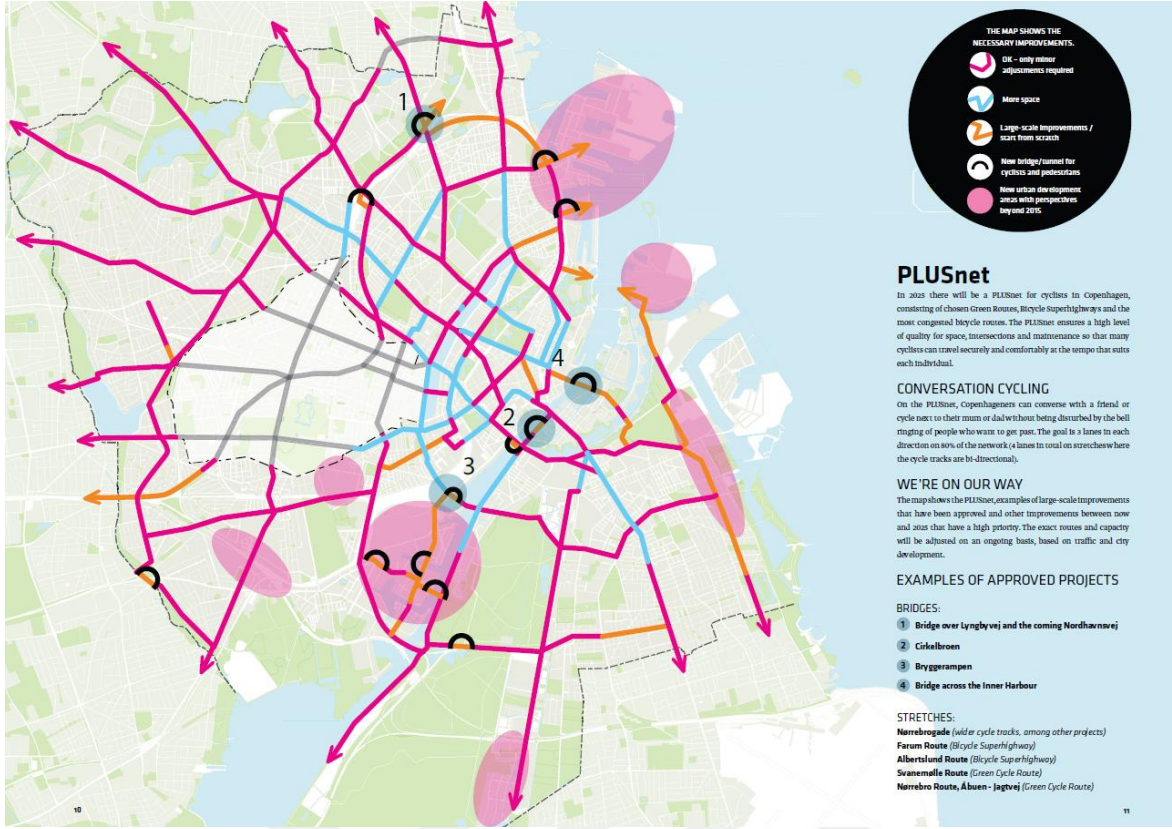 1
2
3
4
THE MAP SHOWS THE
NECESSARY IMPROVEMENTS.
OK – only minor
adjustments required
More space
Large-scale improvements /
start from scratch
New bridge/tunnel for
cyclists and pedestrians
New urban development
areas with perspectives
beyond 2015
PLUSnet
In 2025 there will be a PLUSnet for cyclists in Copenhagen,
consisting of chosen Green Routes, Bicycle Superhighways and the
most congested bicycle routes. The PLUSnet ensures a high level
of quality for space, intersections and maintenance so that many
cyclists can travel securely and comfortably at the tempo that suits
each individual.
CONVERSATION CYCLING
On the PLUSnet, Copenhageners can converse with a friend or
cycle next to their mum or dad without being disturbed by the bell
ringing of people who want to get past. The goal is 3 lanes in each
direction on 80% of the network (4 lanes in total on stretches where
the cycle tracks are bi-directional).
WE'RE ON OUR WAY
The map shows the PLUSnet, examples of large-scale improvements
that have been approved and other improvements between now
and 2025 that have a high priority. The exact routes and capacity
will be adjusted on an ongoing basis, based on traffic and city
development.
EXAMPLES OF APPROVED PROJECTS
BRIDGES:
1 Bridge over Lyngbyvej and the coming Nordhavnsvej
2 Cirkelbroen
3 Bryggerampen
4 Bridge across the Inner Harbour
STRETCHES:
Nørrebrogade (wider cycle tracks, among other projects)
Farum Route (Bicycle Superhighway)
Albertslund Route (Bicycle Superhighway)
Svanemølle Route (Green Cycle Route)
Nørrebro Route, Åbuen - Jagtvej (Green Cycle Route)
10
11